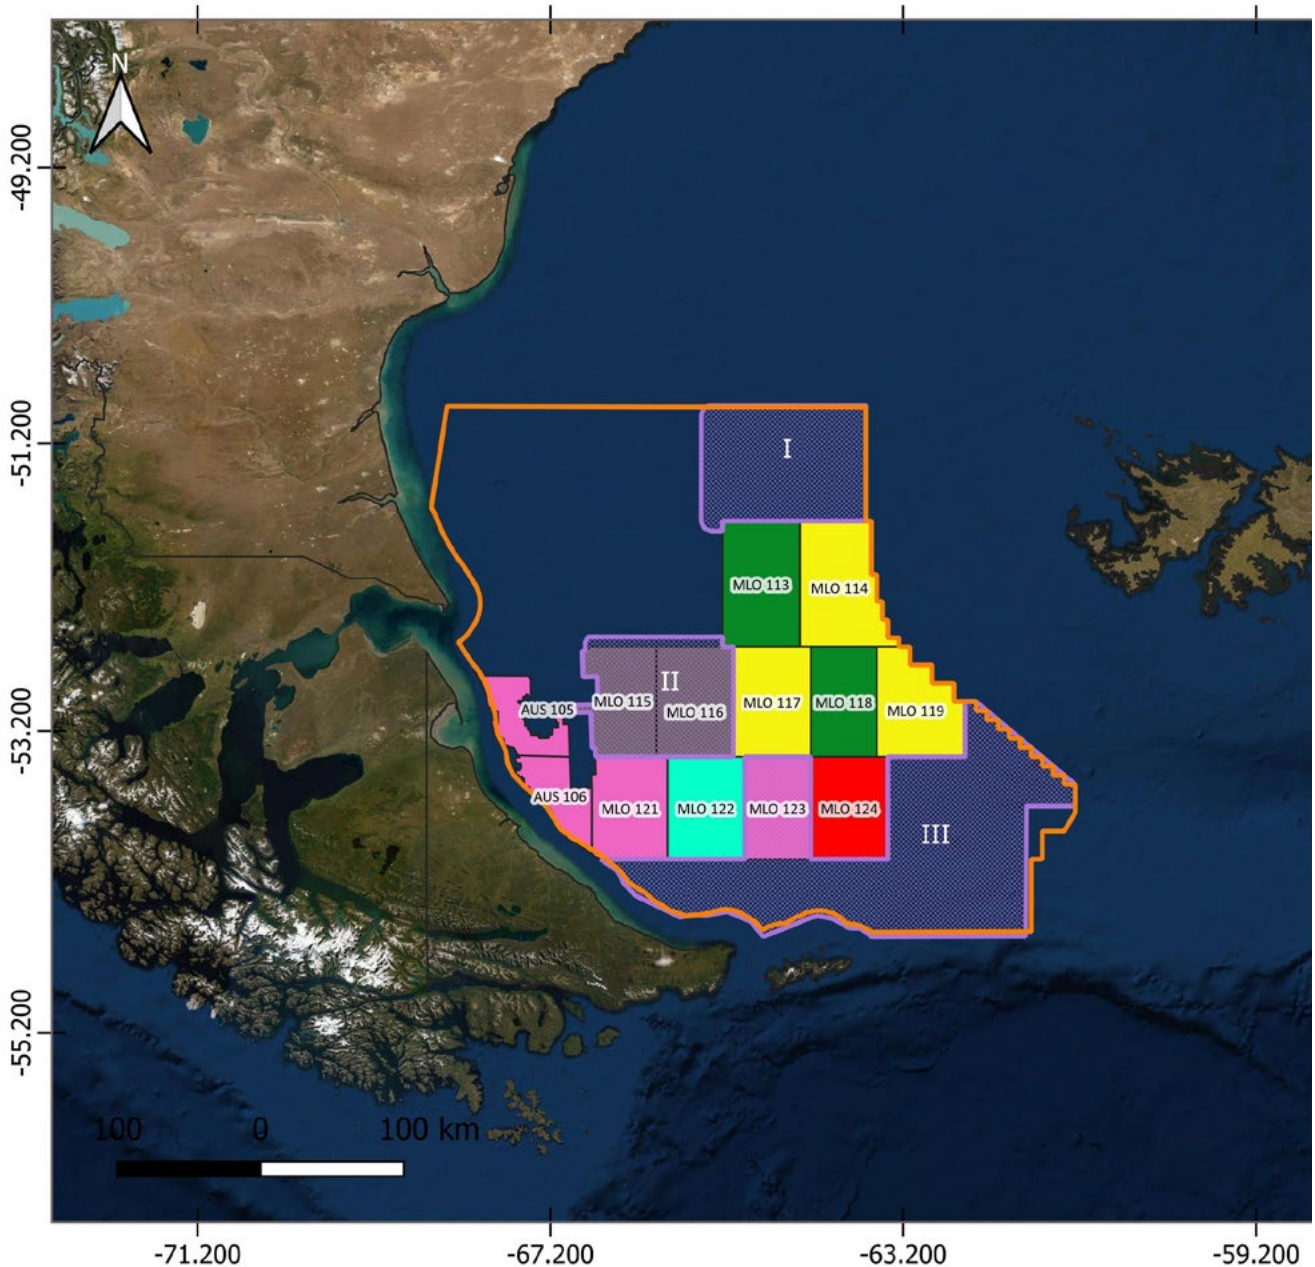 N
-49.200
-51.200
-53.200
-55.200
I
MLO 113
MLO 114
II
MLO 115
MLO 116
MLO 117
MLO 118
MLO 119
AUS 105
AUS 106
MLO 121
MLO 122
MLO 123
MLO 124
III
100 0 100 km
-71.200 -67.200 -63.200 -59.200